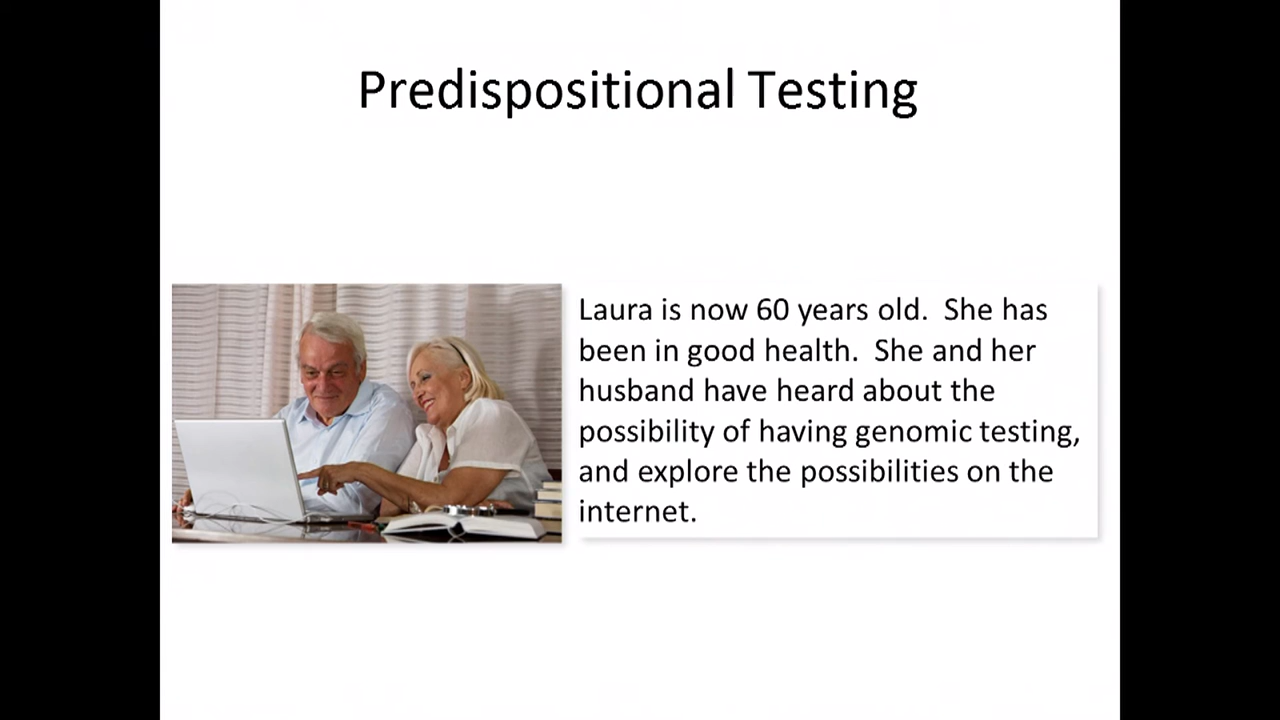 Predispositional Testing
Laura is now 60 years old.  She has
been in good health.  She and her
husband have heard about the
possibility of having genomic testing,
and explore the possibilities on the
internet.